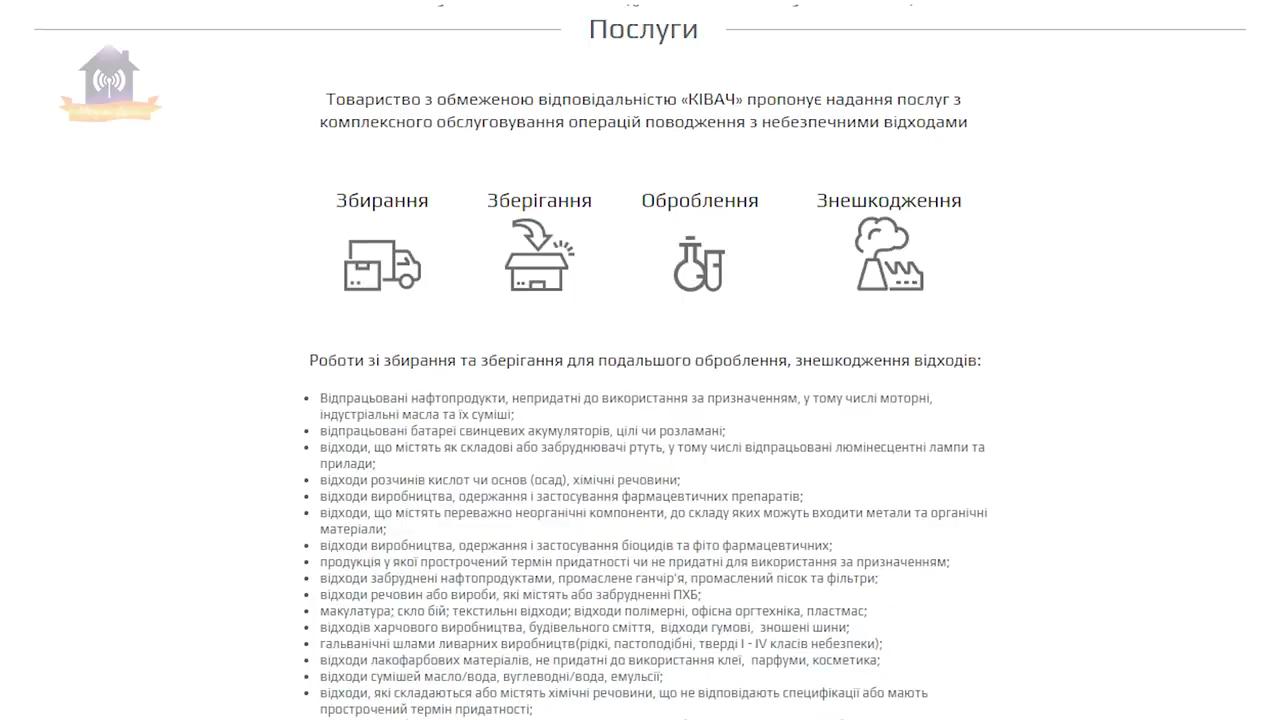 Послуги
Товариство з обмеженою відповідальністю «КІВАЧ» пропонує надання послуг з
комплексного обслуговування операцій поводження з небезпечними відходами
Збирання
Зберігання
Оброблення
Знешкодження
Роботи зі збирання та зберігання для подальшого оброблення, знешкодження відходів:
• Відпрацьовані нафтопродукти, непридатні до використання за призначенням, у тому числі моторні,
індустріальні масла та їх суміші;
• відпрацьовані батареї свинцевих акумуляторів, цілі чи розламані;
• відходи, що містять як складові або забруднювачі ртуть, у тому числі відпрацьовані люмінесцентні лампи та
прилади;
• відходи розчинів кислот чи основ (осад), хімічні речовини;
• відходи виробництва, одержання і застосування фармацевтичних препаратів;
• відходи, що містять переважно неорганічні компоненти, до складу яких можуть входити метали та органічні
матеріали;
• відходи виробництва, одержання і застосування біоцидів та фіто фармацевтичних;
• продукція у якої прострочений термін придатності чи не придатні для використання за призначенням;
• відходи забруднені нафтопродуктами, промаслене ганчір'я, промаслений пісок та фільтри;
• відходи речовин або вироби, які містять або забрудненні ПХБ;
• макулатура; скло бій; текстильні відходи; відходи полімерні, офісна оргтехніка, пластмас;
• відходів харчового виробництва, будівельного сміття, відходи гумові, зношені шини;
• гальванічні шлами ливарних виробництв(рідкі, пастоподібні, тверді I - IV класів небезпеки);
• відходи лакофарбових матеріалів, не придатні до використання клеї, парфуми, косметика;
• відходи сумішей масло/вода, вуглеводні/вода, емульсії;
• відходи, які складаються або містять хімічні речовини, що не відповідають специфікації або мають
прострочений термін придатності;